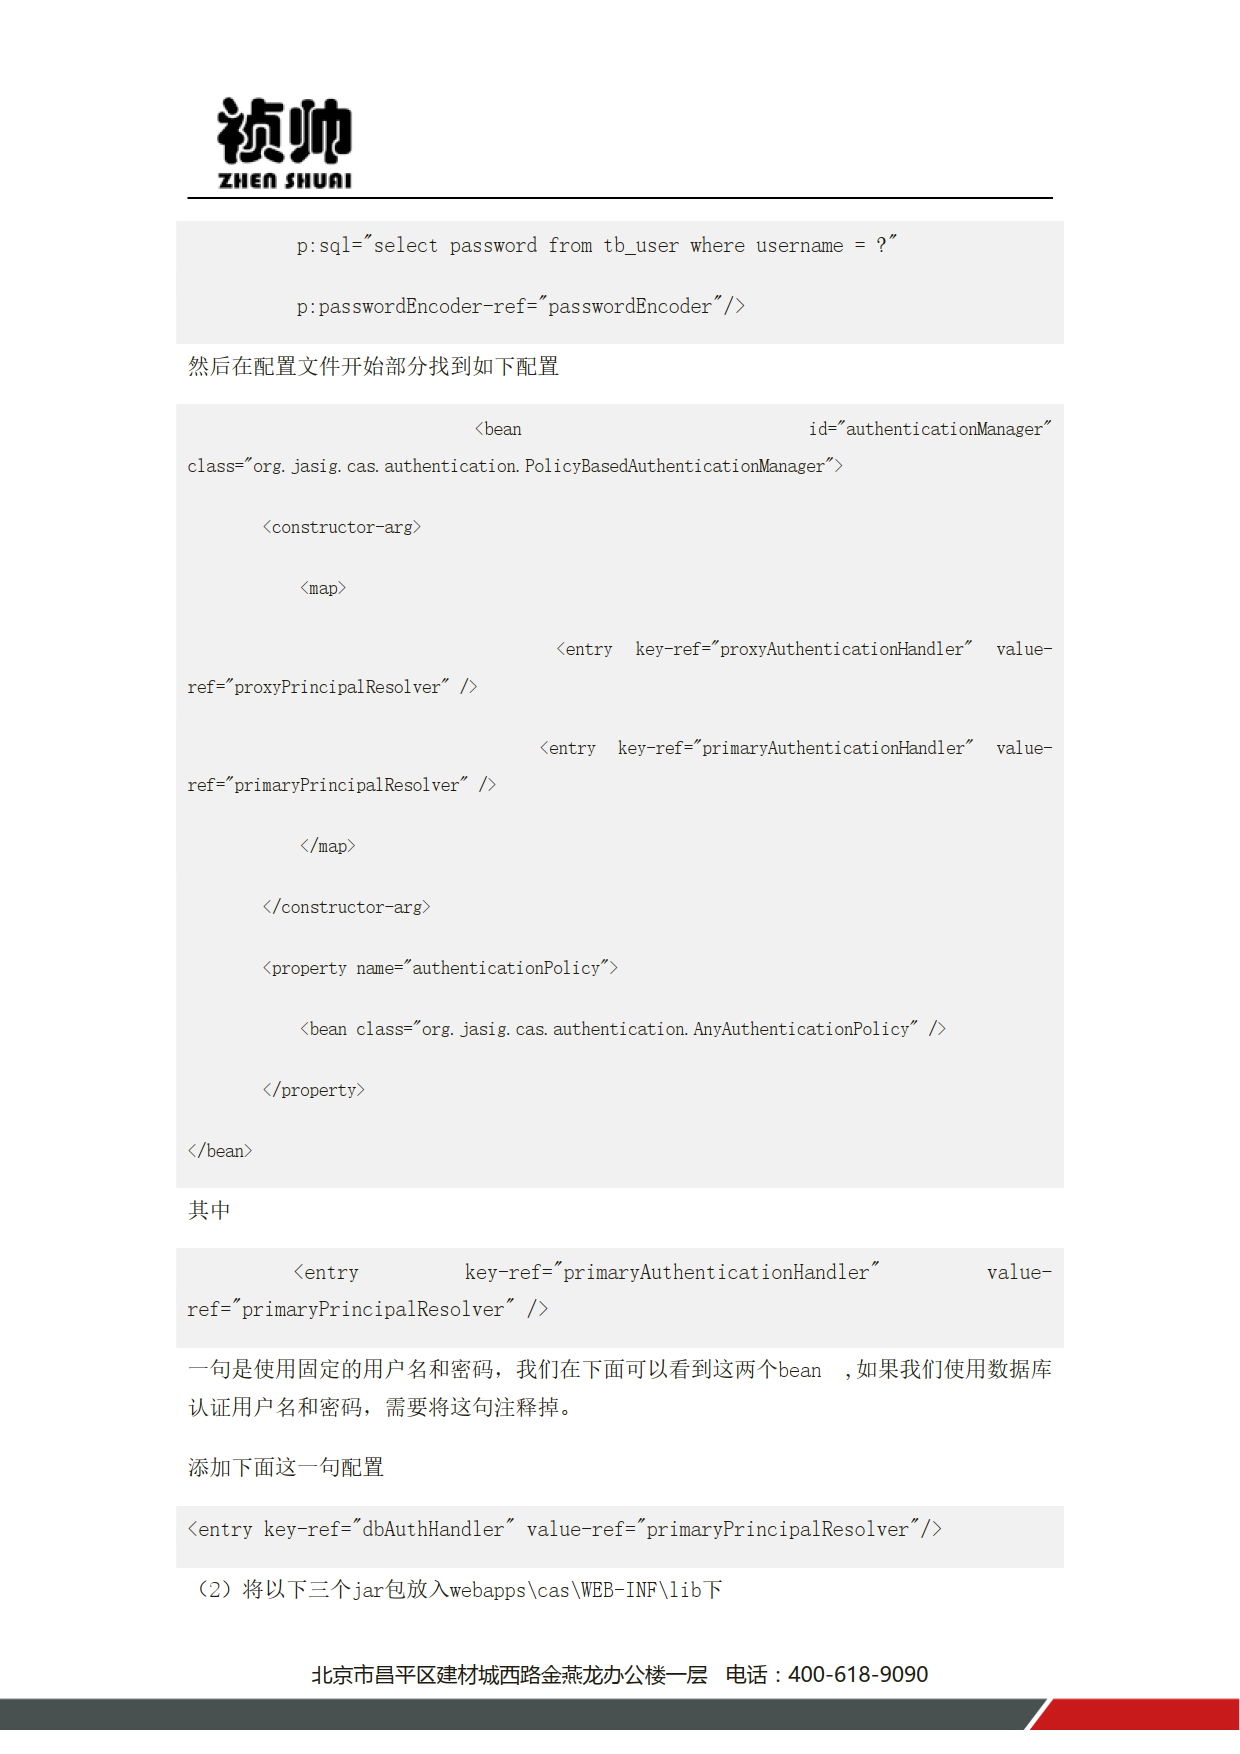 祯帅
ZHEN SHUAI
p:sql="select password from tb_user where username = ?"
p:passwordEncoder-ref="passwordEncoder"/>
然后在配置文件开始部分找到如下配置
<bean id="authenticationManager"
class="org.jasig.cas.authentication.PolicyBasedAuthenticationManager">
<constructor-arg>
<map>
<entry key-ref="proxyAuthenticationHandler" value-
ref="proxyPrincipalResolver" />
<entry key-ref="primaryAuthenticationHandler" value-
ref="primaryPrincipalResolver" />
</map>
</constructor-arg>
<property name="authenticationPolicy">
<bean class="org.jasig.cas.authentication.AnyAuthenticationPolicy" />
</property>
</bean>
其中
<entry key-ref="primaryAuthenticationHandler" value-
ref="primaryPrincipalResolver" />
一句是使用固定的用户名和密码，我们在下面可以看到这两个bean ,如果我们使用数据库
认证用户名和密码，需要将这句注释掉。
添加下面这一句配置
<entry key-ref="dbAuthHandler" value-ref="primaryPrincipalResolver"/>
（2）将以下三个jar包放入webapps\cas\WEB-INF\lib下
北京市昌平区建材城西路金燕龙办公楼一层 电话：400-618-9090